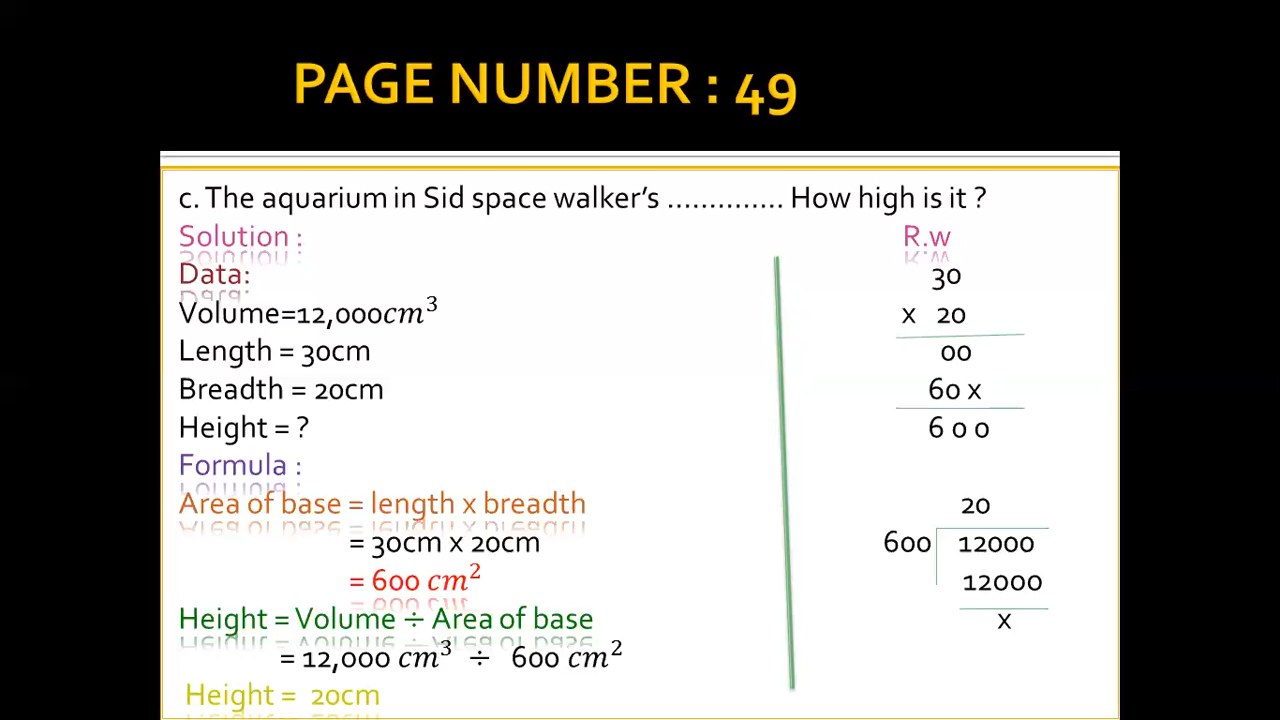 PAGE NUMBER : 49
c. The aquarium in Sid space walker's .............. How high is it ?
Solution :
Data:
Volume=12,000cm³
Length = 30cm
Breadth = 20cm
Height = ?
Formula :
Area of base = length x breadth
= 30cm x 20cm
= 600 cm²
Height = Volume ÷ Area of base
= 12,000 cm³ ÷ 600 cm²
Height = 20cm
R.w
30
x 20
00
60 x
6 0 0
20
600 12000
12000
x